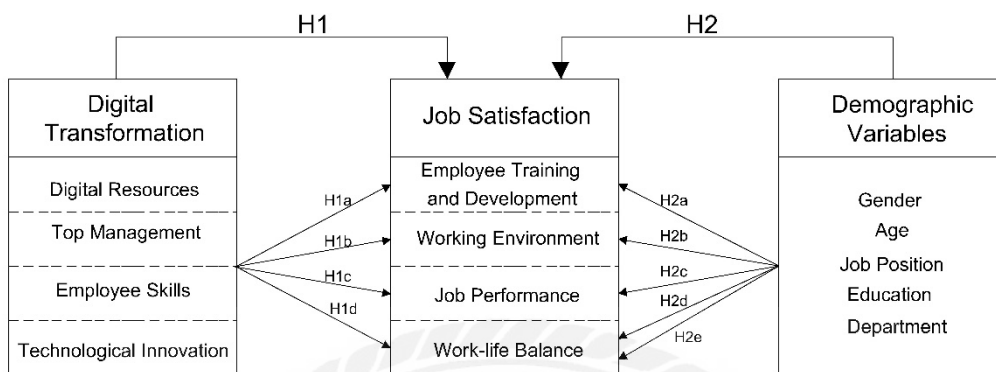 H1
H2
Digital
Transformation
Digital Resources
Top Management
Employee Skills
Technological Innovation
H1a
H1b
H1c
H1d
Job Satisfaction
Employee Training
and Development
Working Environment
Job Performance
Work-life Balance
H2a
H2b
H2c
H2d
H2e
Demographic
Variables
Gender
Age
Job Position
Education
Department